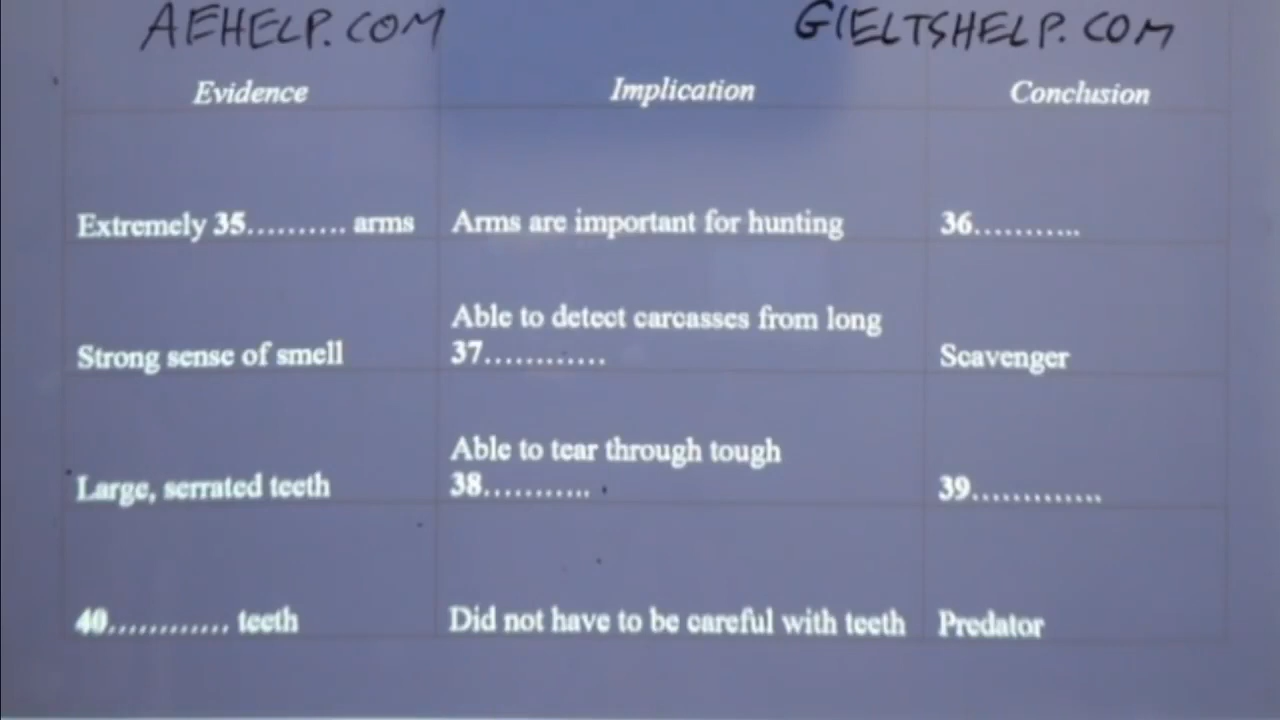 AEHELP.COM
GIELTSHELP.COM
Evidence Implication Conclusion
Extremely 35.......... arms Arms are important for hunting 36...........
Able to detect carcasses from long
Strong sense of smell 37............ Scavenger
Able to tear through tough
Large, serrated teeth 38........... 39.............
40............ teeth Did not have to be careful with teeth Predator